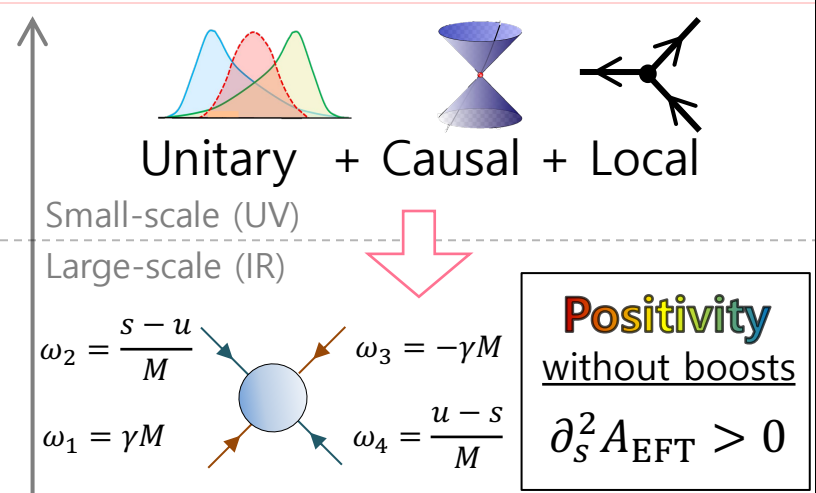 Unitary + Causal + Local
Small-scale (UV)
Large-scale (IR)
ω₂ = (s − u)/M
ω₃ = −γM
ω₁ = γM
ω₄ = (u − s)/M
Positivity
without boosts
∂ₛ² A_EFT > 0